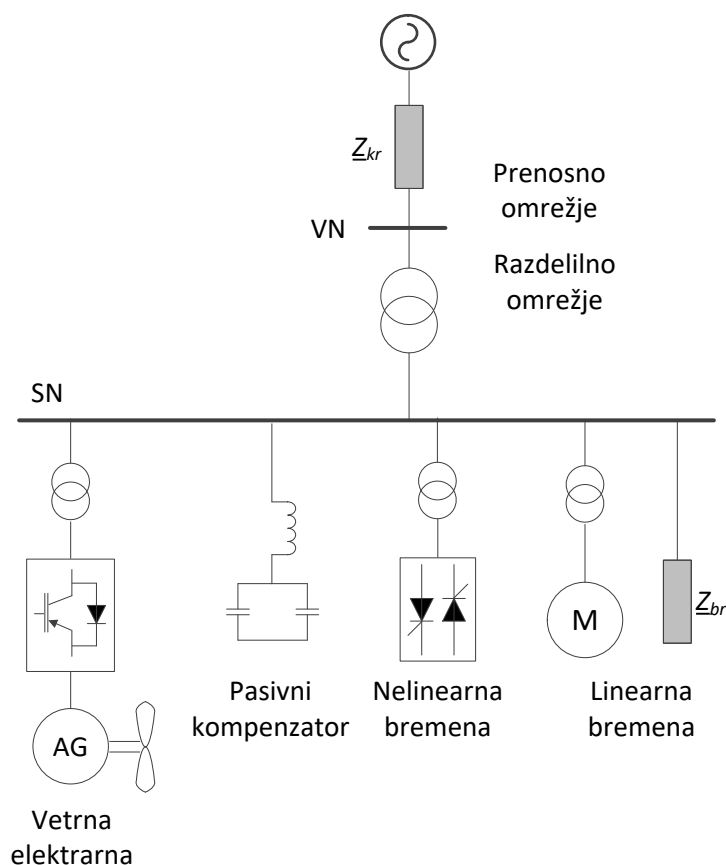 Z_kr
Prenosno
omrežje
VN
Razdelilno
omrežje
SN
M
Z_br
Pasivni
kompenzator
Nelinearna
bremena
Linearna
bremena
AG
Vetrna
elektrarna